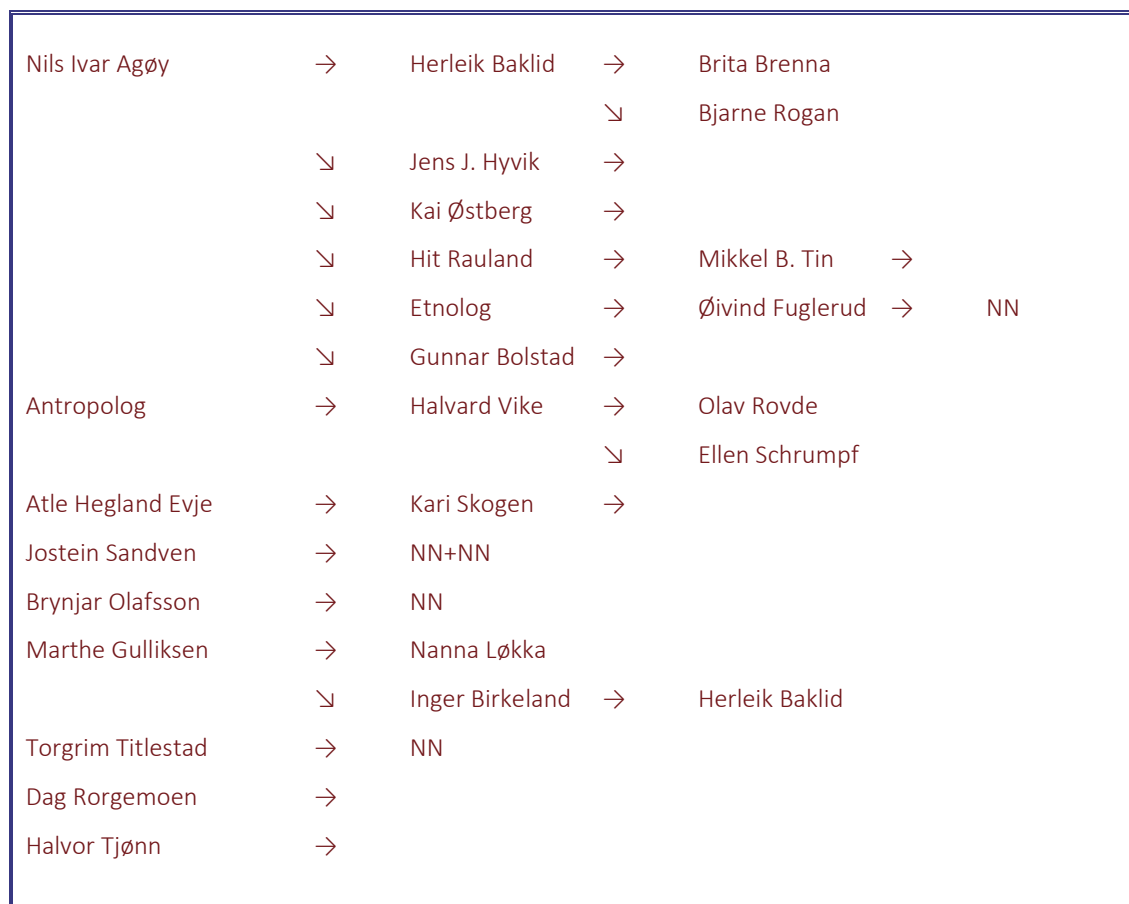 Nils Ivar Agøy → Herleik Baklid → Brita Brenna
↘ Bjarne Rogan
↘ Jens J. Hyvik →
↘ Kai Østberg →
↘ Hit Rauland → Mikkel B. Tin →
↘ Etnolog → Øivind Fuglerud → NN
↘ Gunnar Bolstad →
Antropolog → Halvard Vike → Olav Rovde
↘ Ellen Schrumpf
Atle Hegland Evje → Kari Skogen →
Jostein Sandven → NN+NN
Brynjar Olafsson → NN
Marthe Gulliksen → Nanna Løkka
↘ Inger Birkeland → Herleik Baklid
Torgrim Titlestad → NN
Dag Rorgemoen →
Halvor Tjønn →